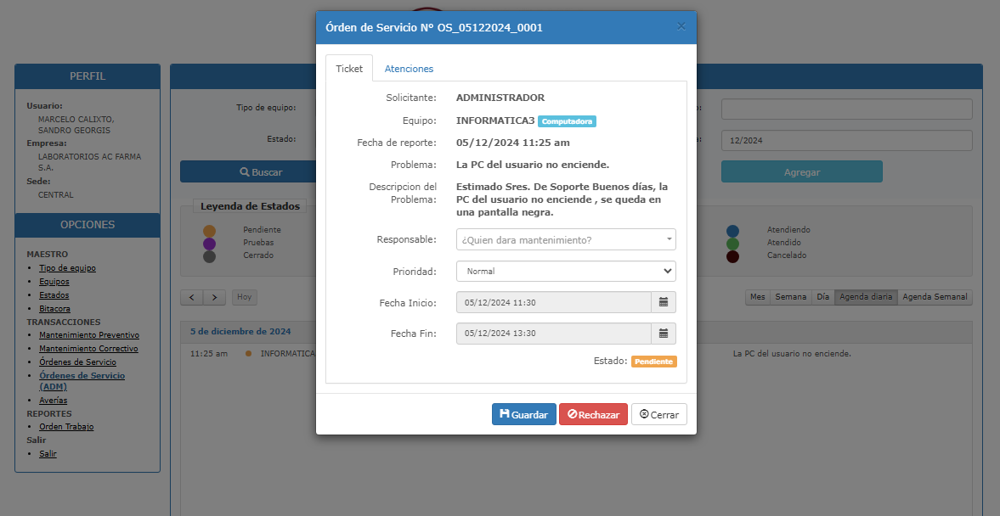 Órden de Servicio Nº OS_05122024_0001
×
Ticket
Atenciones
Solicitante: ADMINISTRADOR
Equipo: INFORMATICA3 Computadora
Fecha de reporte: 05/12/2024 11:25 am
Problema: La PC del usuario no enciende.
Descripcion del Problema: Estimado Sres. De Soporte Buenos días, la
PC del usuario no enciende , se queda en
una pantalla negra.
Responsable: ¿Quien dara mantenimiento?
Prioridad: Normal
Fecha Inicio: 05/12/2024 11:30
Fecha Fin: 05/12/2024 13:30
Estado: Pendiente
Guardar
Rechazar
Cerrar
PERFIL
Usuario:
MARCELO CALIXTO,
SANDRO GEORGIS
Empresa:
LABORATORIOS AC FARMA
S.A.
Sede:
CENTRAL
OPCIONES
MAESTRO
Tipo de equipo
Equipos
Estados
Bitacora
TRANSACCIONES
Mantenimiento Preventivo
Mantenimiento Correctivo
Órdenes de Servicio
Órdenes de Servicio
(ADM)
Averías
REPORTES
Orden Trabajo
Salir
Salir
Tipo de equipo:
Estado:
12/2024
Buscar
Agregar
Leyenda de Estados
Pendiente
Pruebas
Cerrado
Atendiendo
Atendido
Cancelado
< > Hoy
Mes Semana Día Agenda diaria Agenda Semanal
5 de diciembre de 2024
11:25 am INFORMATICA
La PC del usuario no enciende.